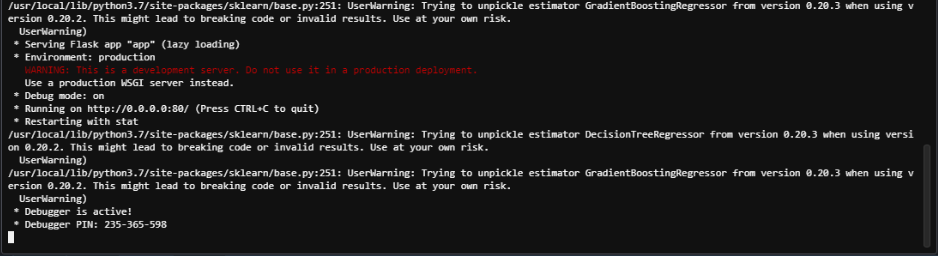 /usr/local/lib/python3.7/site-packages/sklearn/base.py:251: UserWarning: Trying to unpickle estimator GradientBoostingRegressor from version 0.20.3 when using v
ersion 0.20.2. This might lead to breaking code or invalid results. Use at your own risk.
  UserWarning)
 * Serving Flask app "app" (lazy loading)
 * Environment: production
   WARNING: This is a development server. Do not use it in a production deployment.
   Use a production WSGI server instead.
 * Debug mode: on
 * Running on http://0.0.0.0:80/ (Press CTRL+C to quit)
 * Restarting with stat
/usr/local/lib/python3.7/site-packages/sklearn/base.py:251: UserWarning: Trying to unpickle estimator DecisionTreeRegressor from version 0.20.3 when using versi
on 0.20.2. This might lead to breaking code or invalid results. Use at your own risk.
  UserWarning)
/usr/local/lib/python3.7/site-packages/sklearn/base.py:251: UserWarning: Trying to unpickle estimator GradientBoostingRegressor from version 0.20.3 when using v
ersion 0.20.2. This might lead to breaking code or invalid results. Use at your own risk.
  UserWarning)
 * Debugger is active!
 * Debugger PIN: 235-365-598